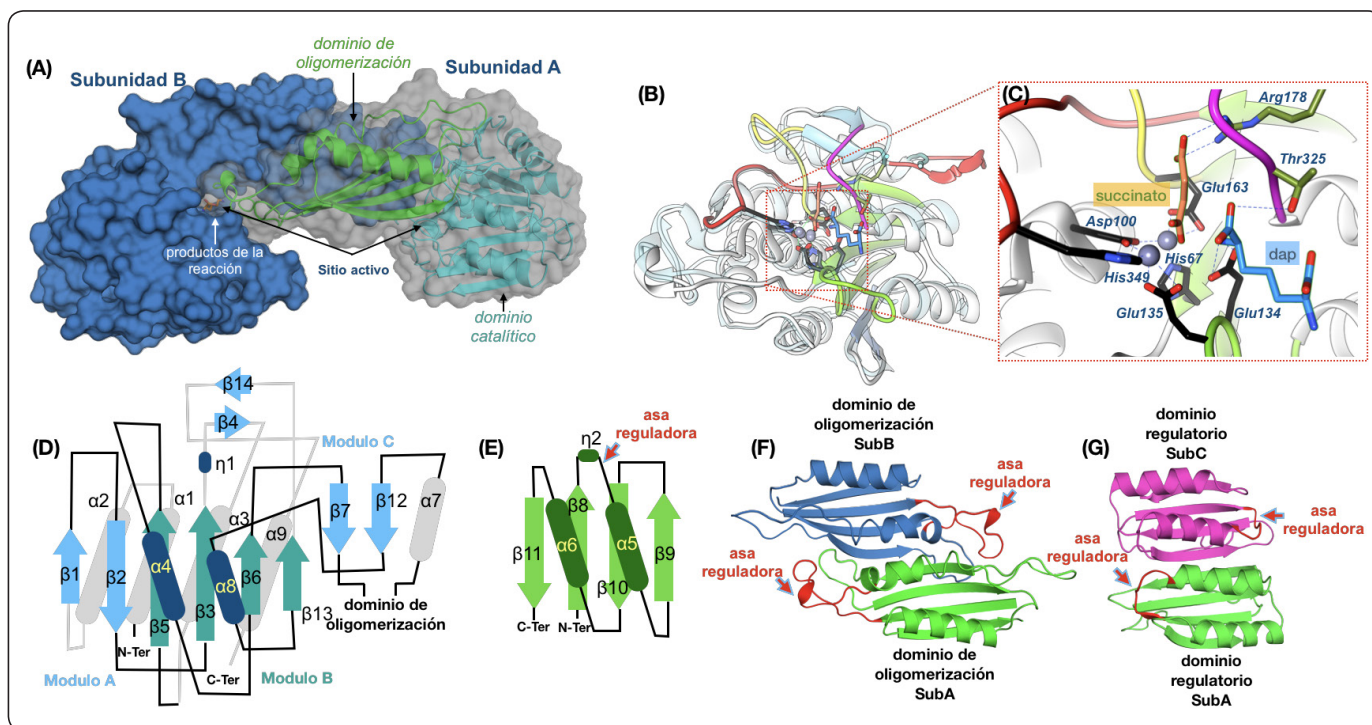 (A)
Subunidad B
dominio de
oligomerización
Subunidad A
productos de la
reacción
Sitio activo
dominio
catalítico
(B)
(C)
Arg178
Thr325
Glu163
succinato
Asp100
His67
His349
dap
Glu135
Glu134
(D)
β14
β4
Modulo C
η1
α2
α1
α3
α9
β7
β12
α7
β1
β2
α4
β3
α8
β6
β5
β13
dominio de
oligomerización
N-Ter
C-Ter
Modulo A
Modulo B
(E)
asa
reguladora
η2
β8
β11
α6
α5
β9
β10
C-Ter
N-Ter
(F)
dominio de
oligomerización
SubB
asa
reguladora
asa
reguladora
dominio de
oligomerización
SubA
(G)
dominio
regulatorio
SubC
asa
reguladora
asa
reguladora
dominio
regulatorio
SubA